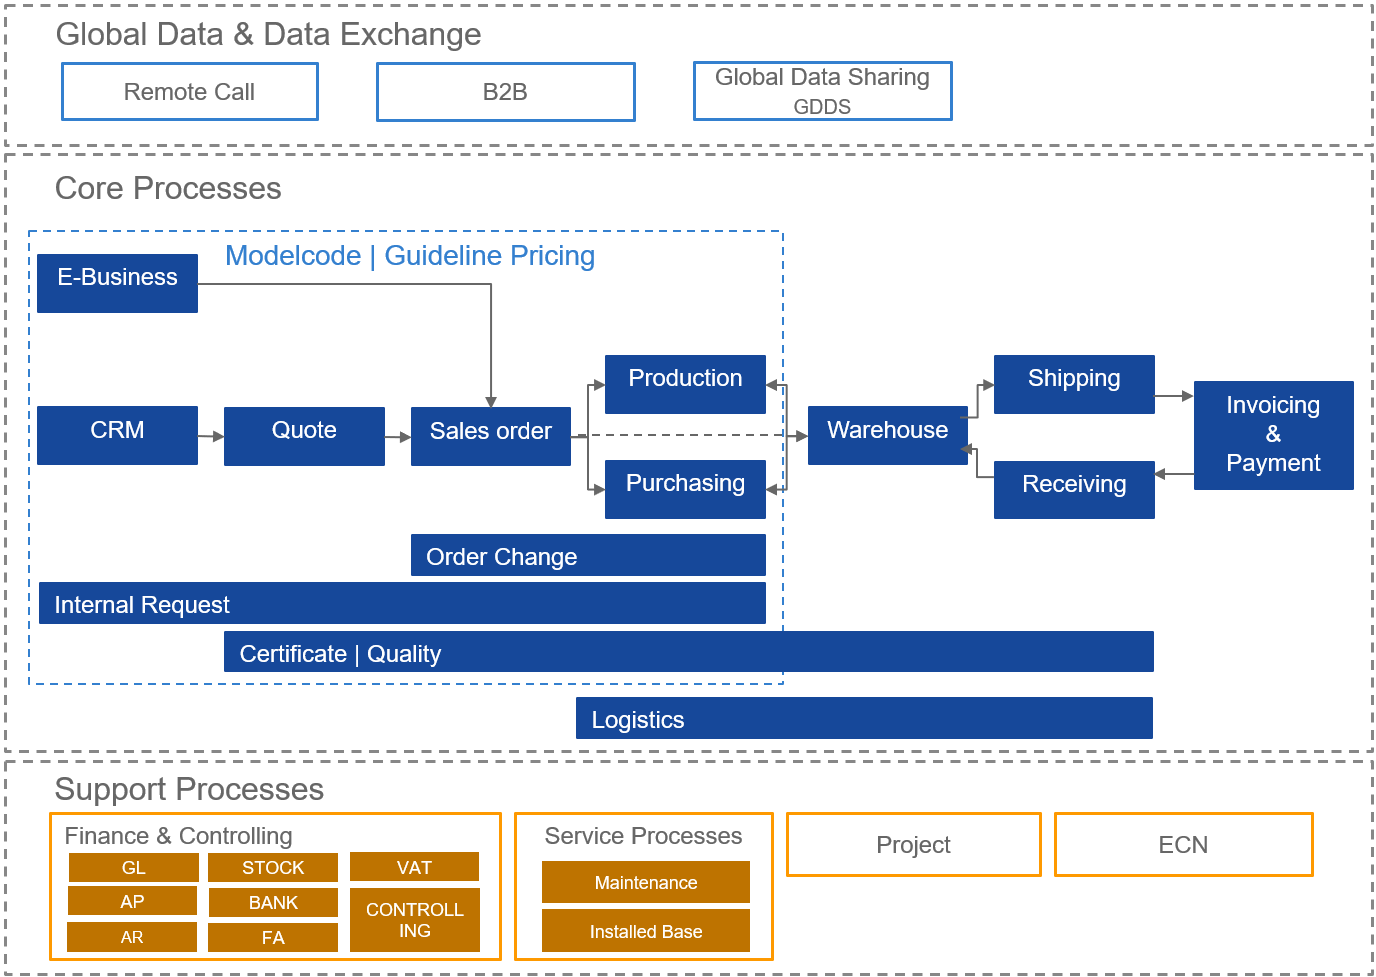 Global Data & Data Exchange
Remote Call
B2B
Global Data Sharing
GDDS
Core Processes
Modelcode | Guideline Pricing
E-Business
CRM
Quote
Sales order
Production
Purchasing
Warehouse
Shipping
Receiving
Invoicing
&
Payment
Order Change
Internal Request
Certificate | Quality
Logistics
Support Processes
Finance & Controlling
GL
STOCK
VAT
AP
BANK
CONTROLL
ING
AR
FA
Service Processes
Maintenance
Installed Base
Project
ECN